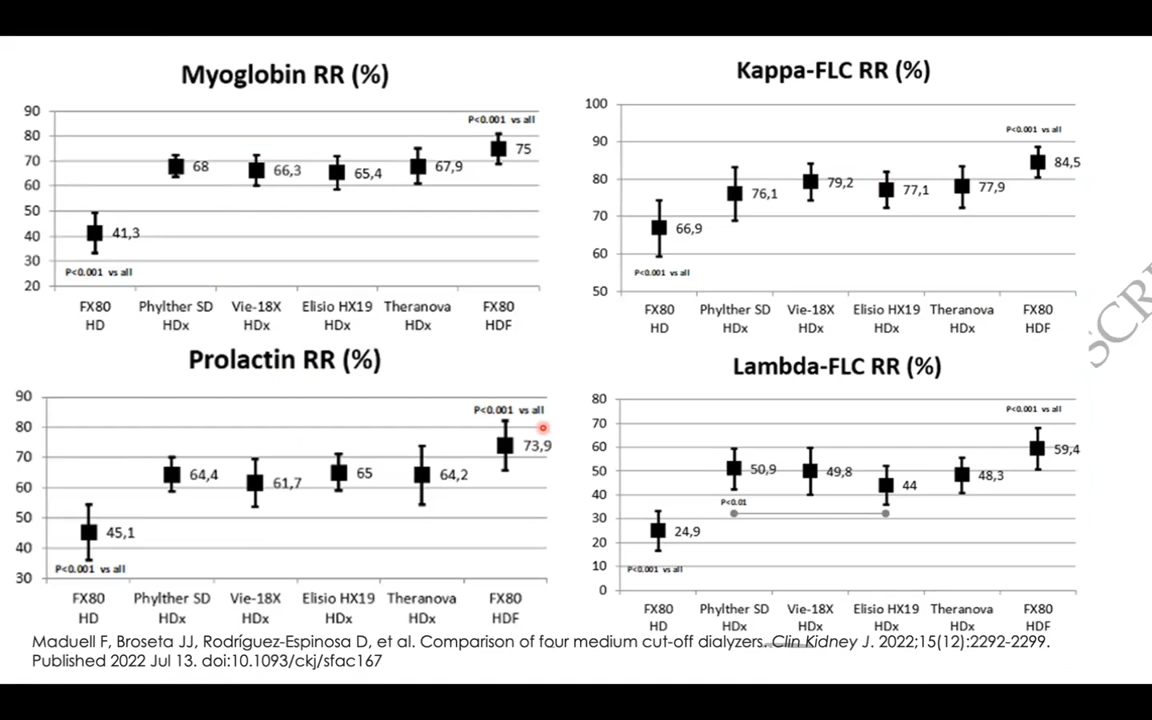 Myoglobin RR (%)
90
80
70
60
50
40
30
20
P<0.001 vs all
41,3
68
66,3
65,4
67,9
75
P<0.001 vs all
FX80 Phylther SD Vie-18X Elisio HX19 Theranova FX80
HD HDx HDx HDx HDx HDF
Kappa-FLC RR (%)
100
90
80
70
60
50
P<0.001 vs all
66,9
76,1
79,2
77,1
77,9
84,5
P<0.001 vs all
FX80 Phylther SD Vie-18X Elisio HX19 Theranova FX80
HD HDx HDx HDx HDx HDF
SCR
Prolactin RR (%)
90
80
70
60
50
40
30
P<0.001 vs all
45,1
64,4
61,7
65
64,2
73,9
P<0.001 vs all
FX80 Phylther SD Vie-18X Elisio HX19 Theranova FX80
HD HDx HDx HDx HDx HDF
Lambda-FLC RR (%)
80
70
60
50
40
30
20
10
0
P<0.001 vs all
24,9
50,9
49,8
44
48,3
59,4
P<0.01
P<0.001 vs all
FX80 Phylther SD Vie-18X Elisio HX19 Theranova FX80
HD HDx HDx HDx HDx HDF
Maduell F, Broseta JJ, Rodríguez-Espinosa D, et al. Comparison of four medium cut-off dialyzers. Clin Kidney J. 2022;15(12):2292-2299.
Published 2022 Jul 13. doi:10.1093/ckj/sfac167